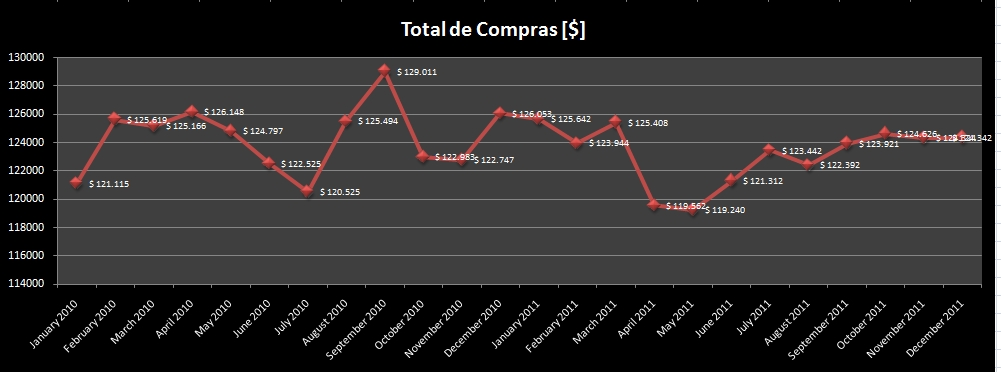 Total de Compras [$]
130000
128000
126000
124000
122000
120000
118000
116000
114000
$ 121.115
$ 125.619
$ 125.166
$ 126.148
$ 124.797
$ 122.525
$ 120.525
$ 125.494
$ 129.011
$ 122.983
$ 122.747
$ 126.053
$ 125.642
$ 123.944
$ 125.408
$ 119.562
$ 119.240
$ 121.312
$ 123.442
$ 122.392
$ 123.921
$ 124.626
January 2010
February 2010
March 2010
April 2010
May 2010
June 2010
July 2010
August 2010
September 2010
October 2010
November 2010
December 2010
January 2011
February 2011
March 2011
April 2011
May 2011
June 2011
July 2011
August 2011
September 2011
October 2011
November 2011
December 2011